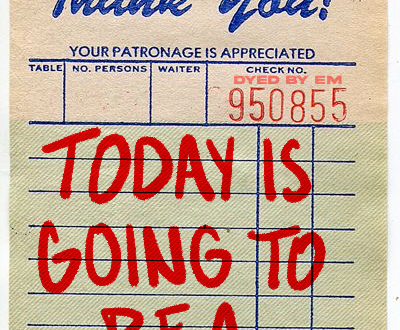 Thank You!
YOUR PATRONAGE IS APPRECIATED
TABLE NO. PERSONS WAITER CHECK NO.
DYED BY EM
950855
TODAY IS
GOING TO
BE A